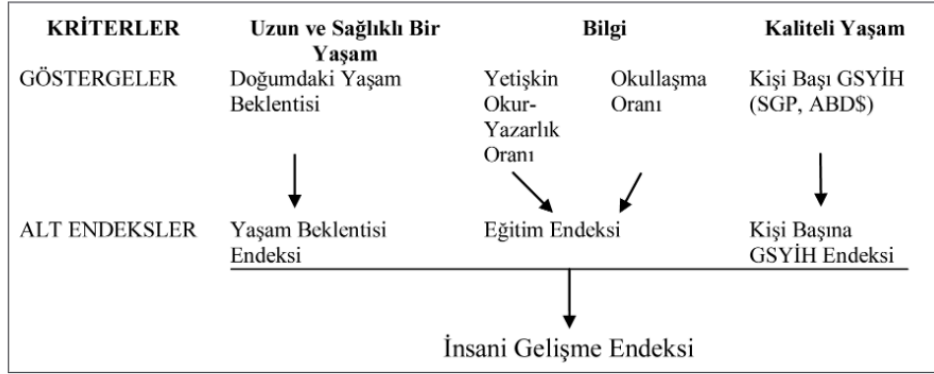 KRİTERLER Uzun ve Sağlıklı Bir Yaşam Bilgi Kaliteli Yaşam
GÖSTERGELER Doğumdaki Yaşam Beklentisi Yetişkin Okur-Yazarlık Oranı Okullaşma Oranı Kişi Başı GSYİH (SGP, ABD$)
ALT ENDEKSLER Yaşam Beklentisi Endeksi Eğitim Endeksi Kişi Başına GSYİH Endeksi
İnsani Gelişme Endeksi